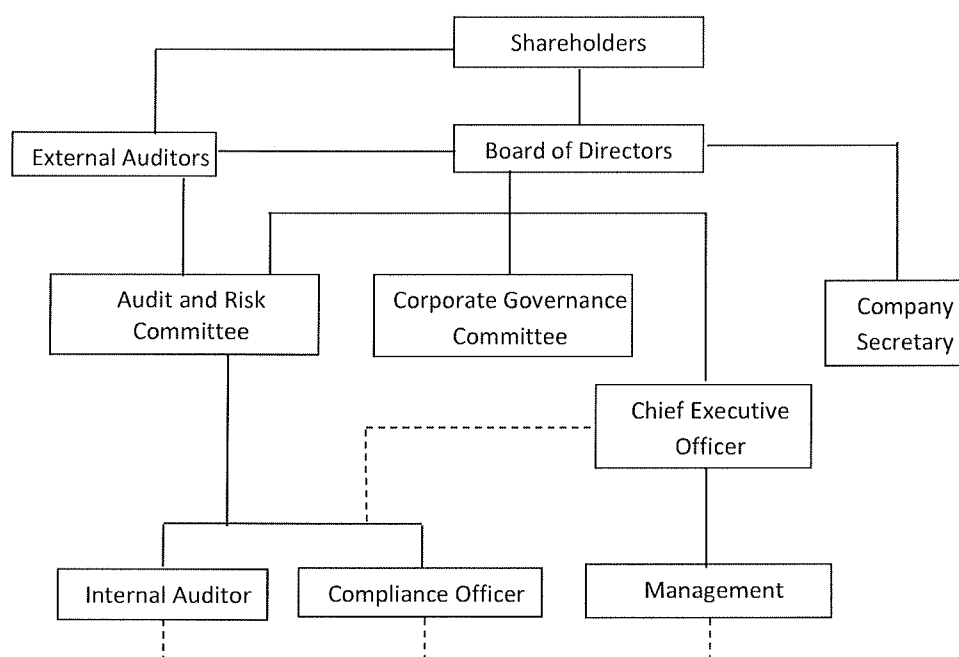 Shareholders
External Auditors
Board of Directors
Audit and Risk
Committee
Corporate Governance
Committee
Company
Secretary
Chief Executive
Officer
Internal Auditor
Compliance Officer
Management